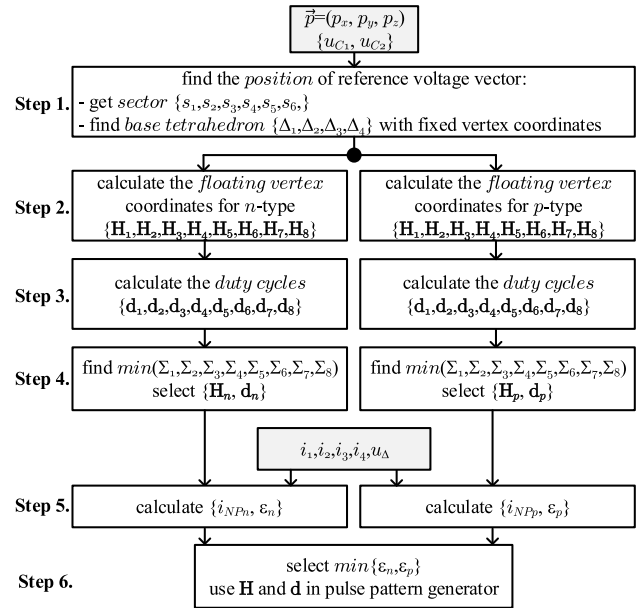 p⃗=(pₓ, p_y, p_z)
{u_C₁, u_C₂}
Step 1.
find the position of reference voltage vector:
- get sector {s₁,s₂,s₃,s₄,s₅,s₆,}
- find base tetrahedron {Δ₁,Δ₂,Δ₃,Δ₄} with fixed vertex coordinates
Step 2.
calculate the floating vertex
coordinates for n-type
{H₁,H₂,H₃,H₄,H₅,H₆,H₇,H₈}
calculate the floating vertex
coordinates for p-type
{H₁,H₂,H₃,H₄,H₅,H₆,H₇,H₈}
Step 3.
calculate the duty cycles
{d₁,d₂,d₃,d₄,d₅,d₆,d₇,d₈}
calculate the duty cycles
{d₁,d₂,d₃,d₄,d₅,d₆,d₇,d₈}
Step 4.
find min(Σ₁,Σ₂,Σ₃,Σ₄,Σ₅,Σ₆,Σ₇,Σ₈)
select {Hₙ, dₙ}
find min(Σ₁,Σ₂,Σ₃,Σ₄,Σ₅,Σ₆,Σ₇,Σ₈)
select {Hₚ, dₚ}
i₁,i₂,i₃,i₄,u_Δ
Step 5.
calculate {i_NPn, εₙ}
calculate {i_NPp, εₚ}
Step 6.
select min{εₙ,εₚ}
use H and d in pulse pattern generator